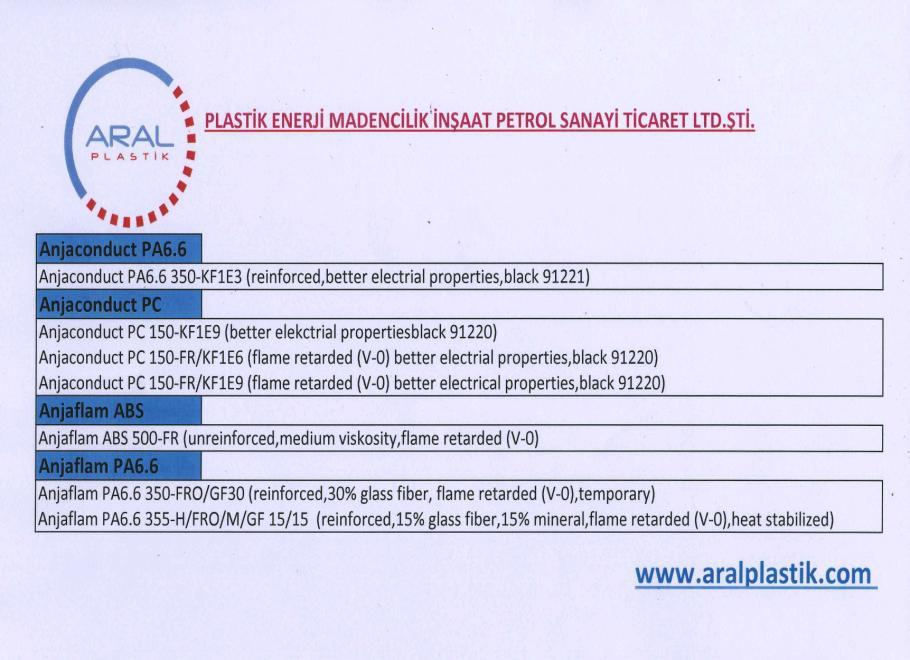 ARAL
PLASTİK
PLASTİK ENERJİ MADENCİLİK İNŞAAT PETROL SANAYİ TİCARET LTD.ŞTİ.
Anjaconduct PA6.6
Anjaconduct PA6.6 350-KF1E3 (reinforced,better electrial properties,black 91221)
Anjaconduct PC
Anjaconduct PC 150-KF1E9 (better elekctrial propertiesblack 91220)
Anjaconduct PC 150-FR/KF1E6 (flame retarded (V-0) better electrial properties,black 91220)
Anjaconduct PC 150-FR/KF1E9 (flame retarded (V-0) better electrical properties,black 91220)
Anjaflam ABS
Anjaflam ABS 500-FR (unreinforced,medium viskosity,flame retarded (V-0)
Anjaflam PA6.6
Anjaflam PA6.6 350-FRO/GF30 (reinforced,30% glass fiber, flame retarded (V-0),temporary)
Anjaflam PA6.6 355-H/FRO/M/GF 15/15 (reinforced,15% glass fiber,15% mineral,flame retarded (V-0),heat stabilized)
www.aralplastik.com